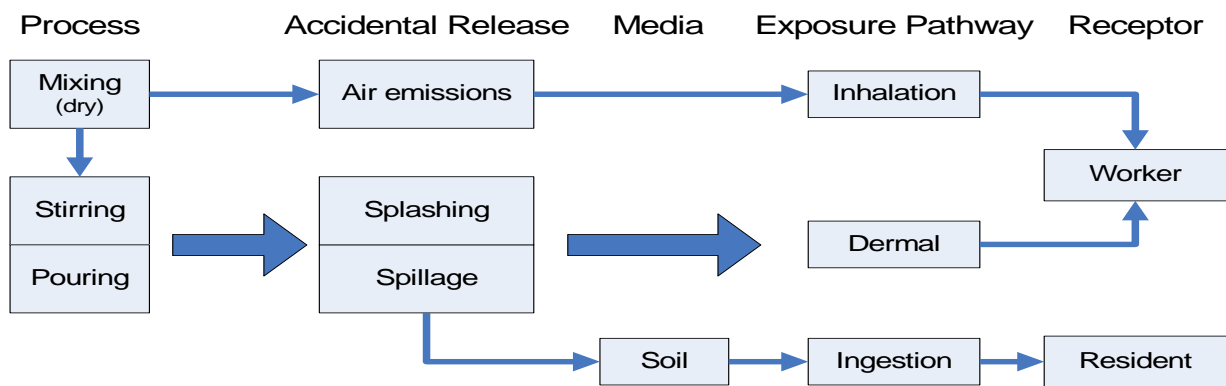 Process
Accidental Release
Media
Exposure Pathway
Receptor
Mixing
(dry)
Air emissions
Inhalation
Worker
Stirring
Splashing
Pouring
Spillage
Dermal
Soil
Ingestion
Resident